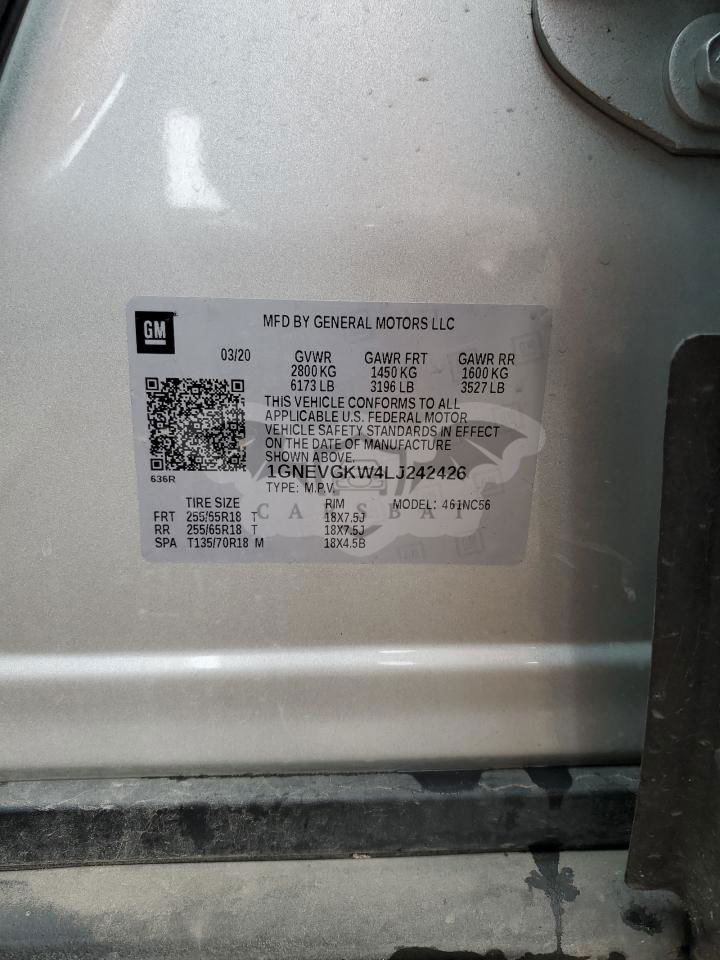 GM
MFD BY GENERAL MOTORS LLC
03/20 GVWR GAWR FRT GAWR RR
2800 KG 1450 KG 1600 KG
6173 LB 3196 LB 3527 LB
THIS VEHICLE CONFORMS TO ALL
APPLICABLE U.S. FEDERAL MOTOR
VEHICLE SAFETY STANDARDS IN EFFECT
ON THE DATE OF MANUFACTURE
SHOWN ABOVE.
636R
1GNEVGKW4LJ242426
TYPE: M.P.V.
TIRE SIZE RIM MODEL: 461NC56
FRT 255/65R18 T 18X7.5J
RR 255/65R18 T 18X7.5J
SPA T135/70R18 M 18X4.5B
CARSBAT